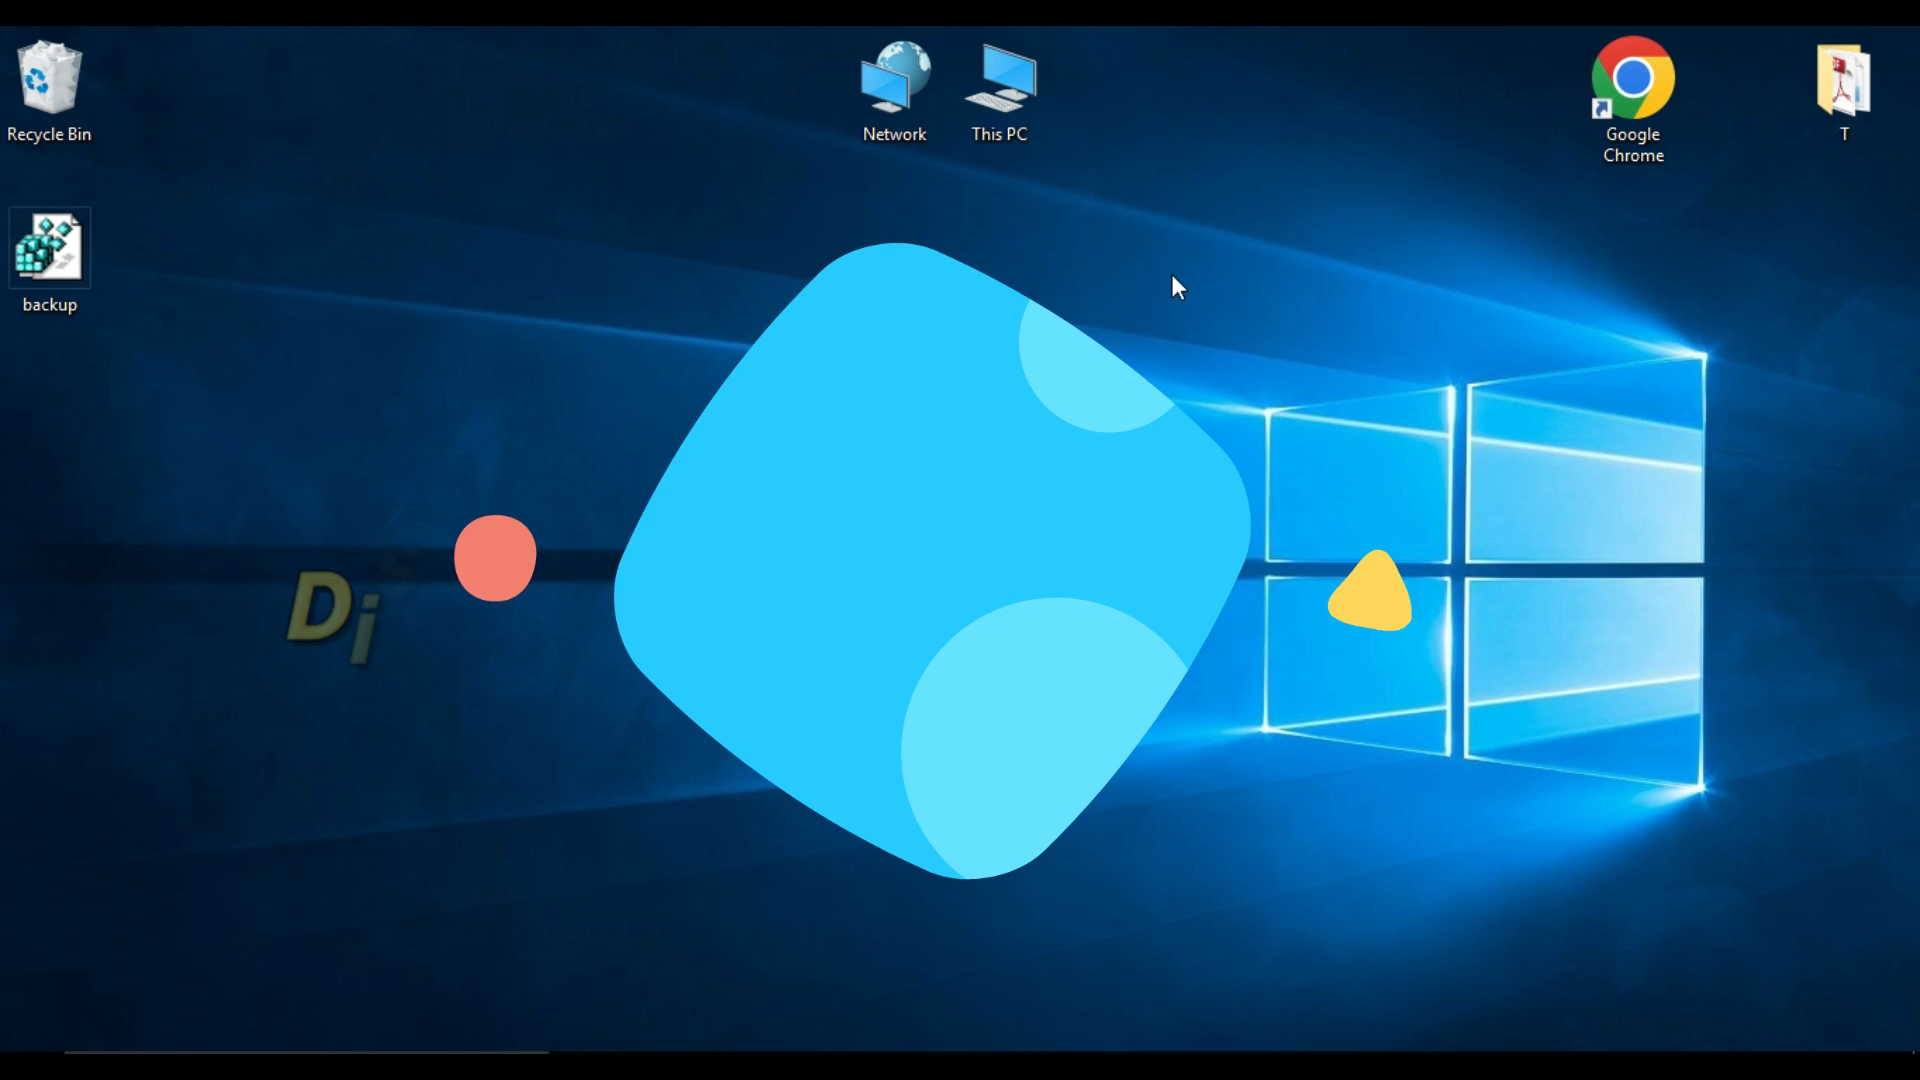 Recycle Bin
Network
This PC
Google
Chrome
T
backup
Di